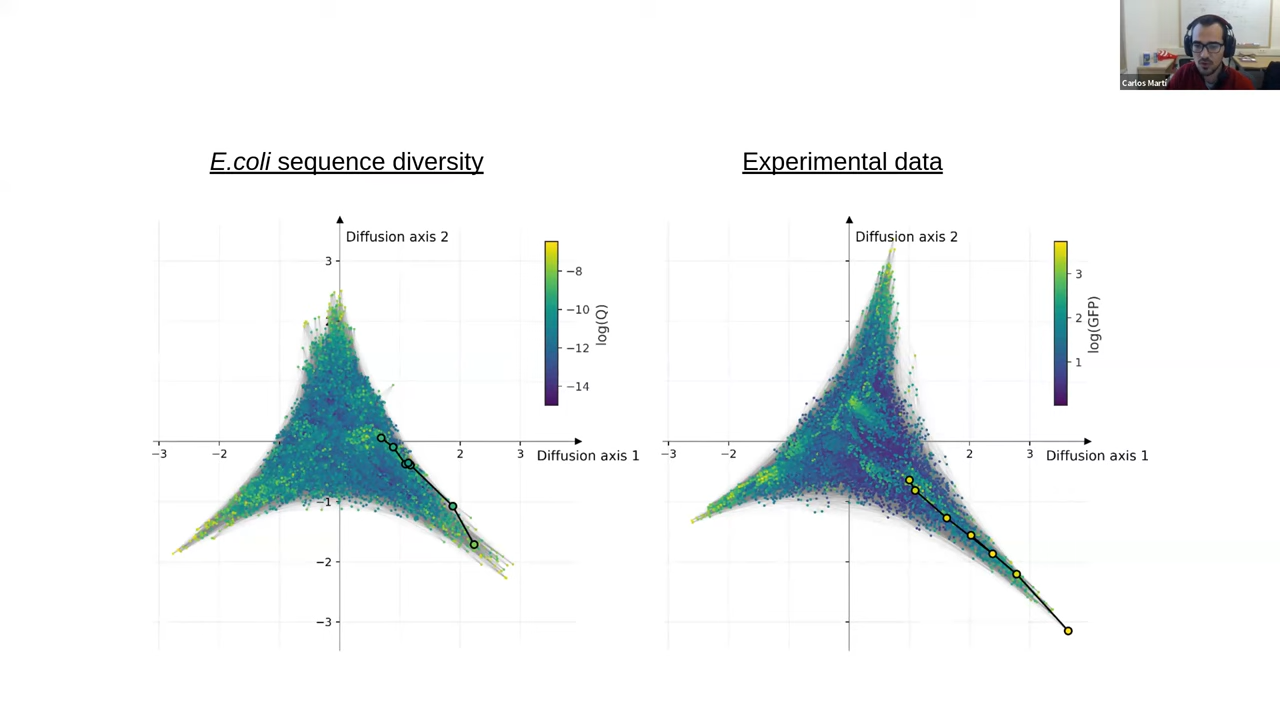 Carlos Martí
E.coli sequence diversity
Experimental data
Diffusion axis 2
3
−1
−2
−3
−3
−2
2
3
Diffusion axis 1
−8
−10
−12
−14
log(Q)
Diffusion axis 2
−3
−2
2
3
Diffusion axis 1
3
2
1
log(GFP)